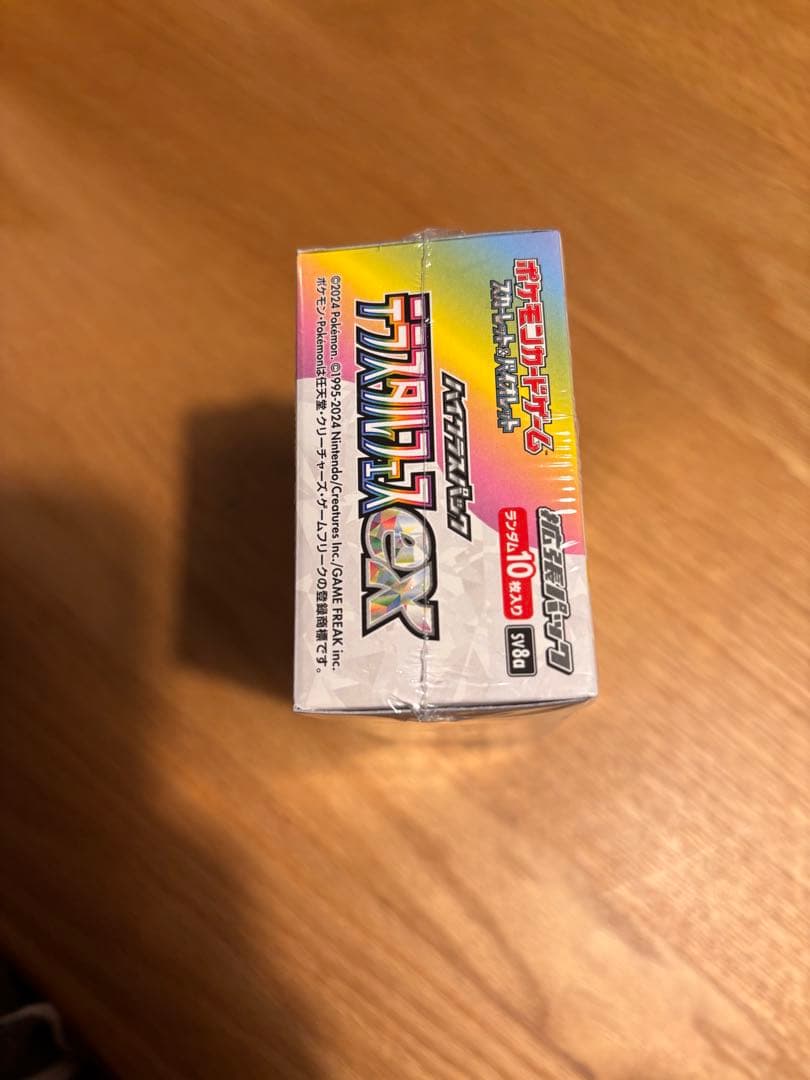 ポケモンカードゲーム
スカーレット&バイオレット
拡張パック
ランダム10枚入り
SV8a
ハイクラスパック
テラスタルフェスex
©2024 Pokémon. ©1995-2024 Nintendo/Creatures Inc./GAME FREAK inc.
ポケモン・Pokémonは任天堂・クリーチャーズ・ゲームフリークの登録商標です。